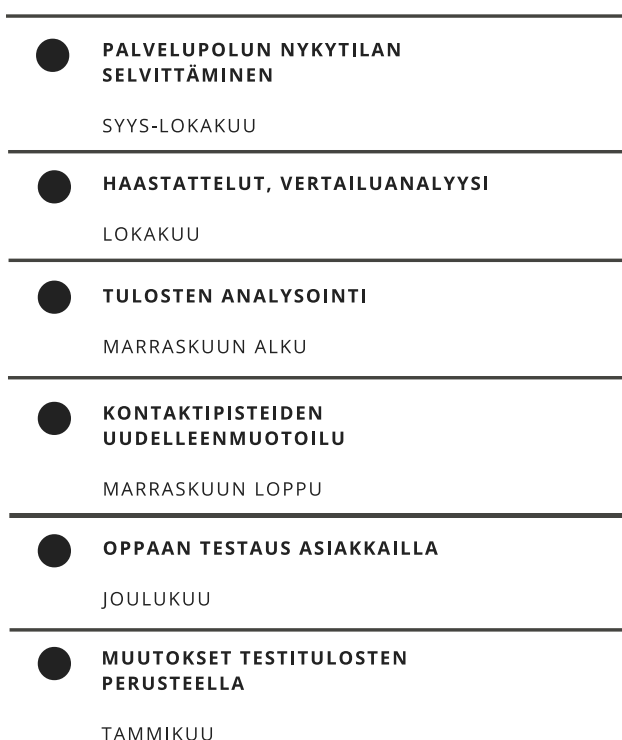 PALVELUPOLUN NYKYTILAN
SELVITTÄMINEN
SYYS-LOKAKUU
HAASTATTELUT, VERTAILUANALYYSI
LOKAKUU
TULOSTEN ANALYSOINTI
MARRASKUUN ALKU
KONTAKTIPISTEIDEN
UUDELLEENMUOTOILU
MARRASKUUN LOPPU
OPPAAN TESTAUS ASIAKKAILLA
JOULUKUU
MUUTOKSET TESTITULOSTEN
PERUSTEELLA
TAMMIKUU